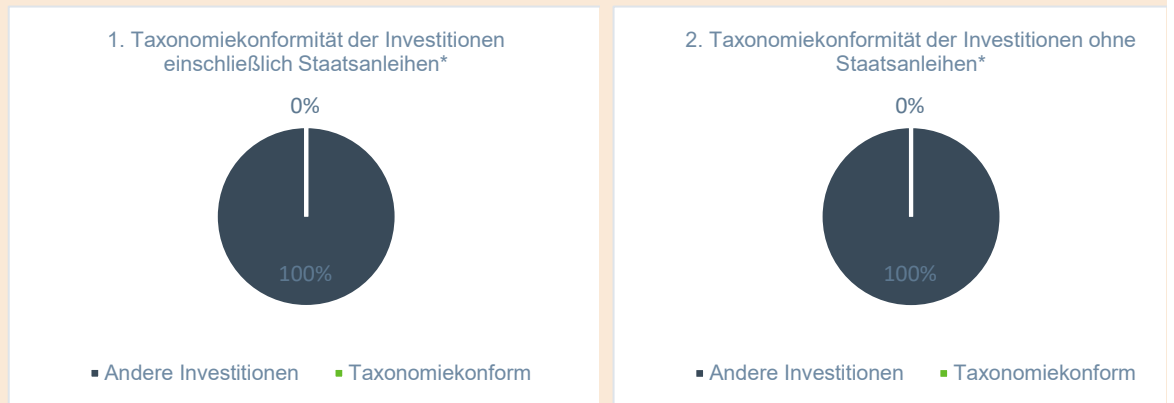 1. Taxonomiekonformität der Investitionen
einschließlich Staatsanleihen*
0%
100%
Andere Investitionen
Taxonomiekonform
2. Taxonomiekonformität der Investitionen ohne
Staatsanleihen*
0%
100%
Andere Investitionen
Taxonomiekonform